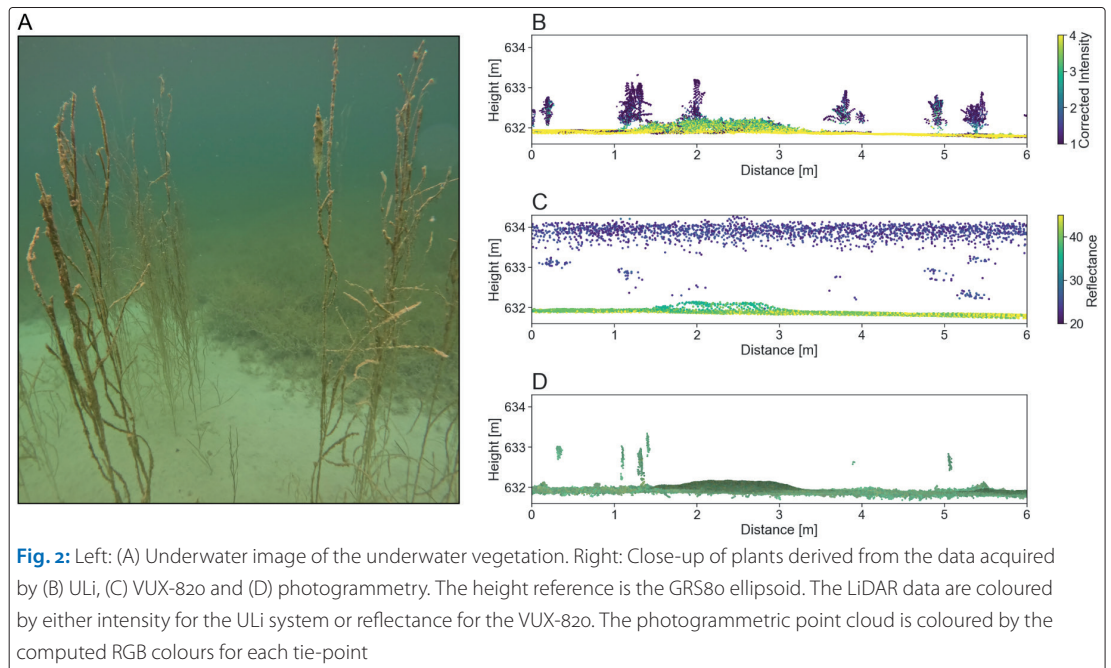 A
B
634
633
632
Height [m]
0 1 2 3 4 5 6
Distance [m]
4
3
2
1
Corrected Intensity
C
634
633
632
Height [m]
0 1 2 3 4 5 6
Distance [m]
40
30
20
Reflectance
D
634
633
632
Height [m]
0 1 2 3 4 5 6
Distance [m]
Fig. 2: Left: (A) Underwater image of the underwater vegetation. Right: Close-up of plants derived from the data acquired
by (B) ULi, (C) VUX-820 and (D) photogrammetry. The height reference is the GRS80 ellipsoid. The LiDAR data are coloured
by either intensity for the ULi system or reflectance for the VUX-820. The photogrammetric point cloud is coloured by the
computed RGB colours for each tie-point